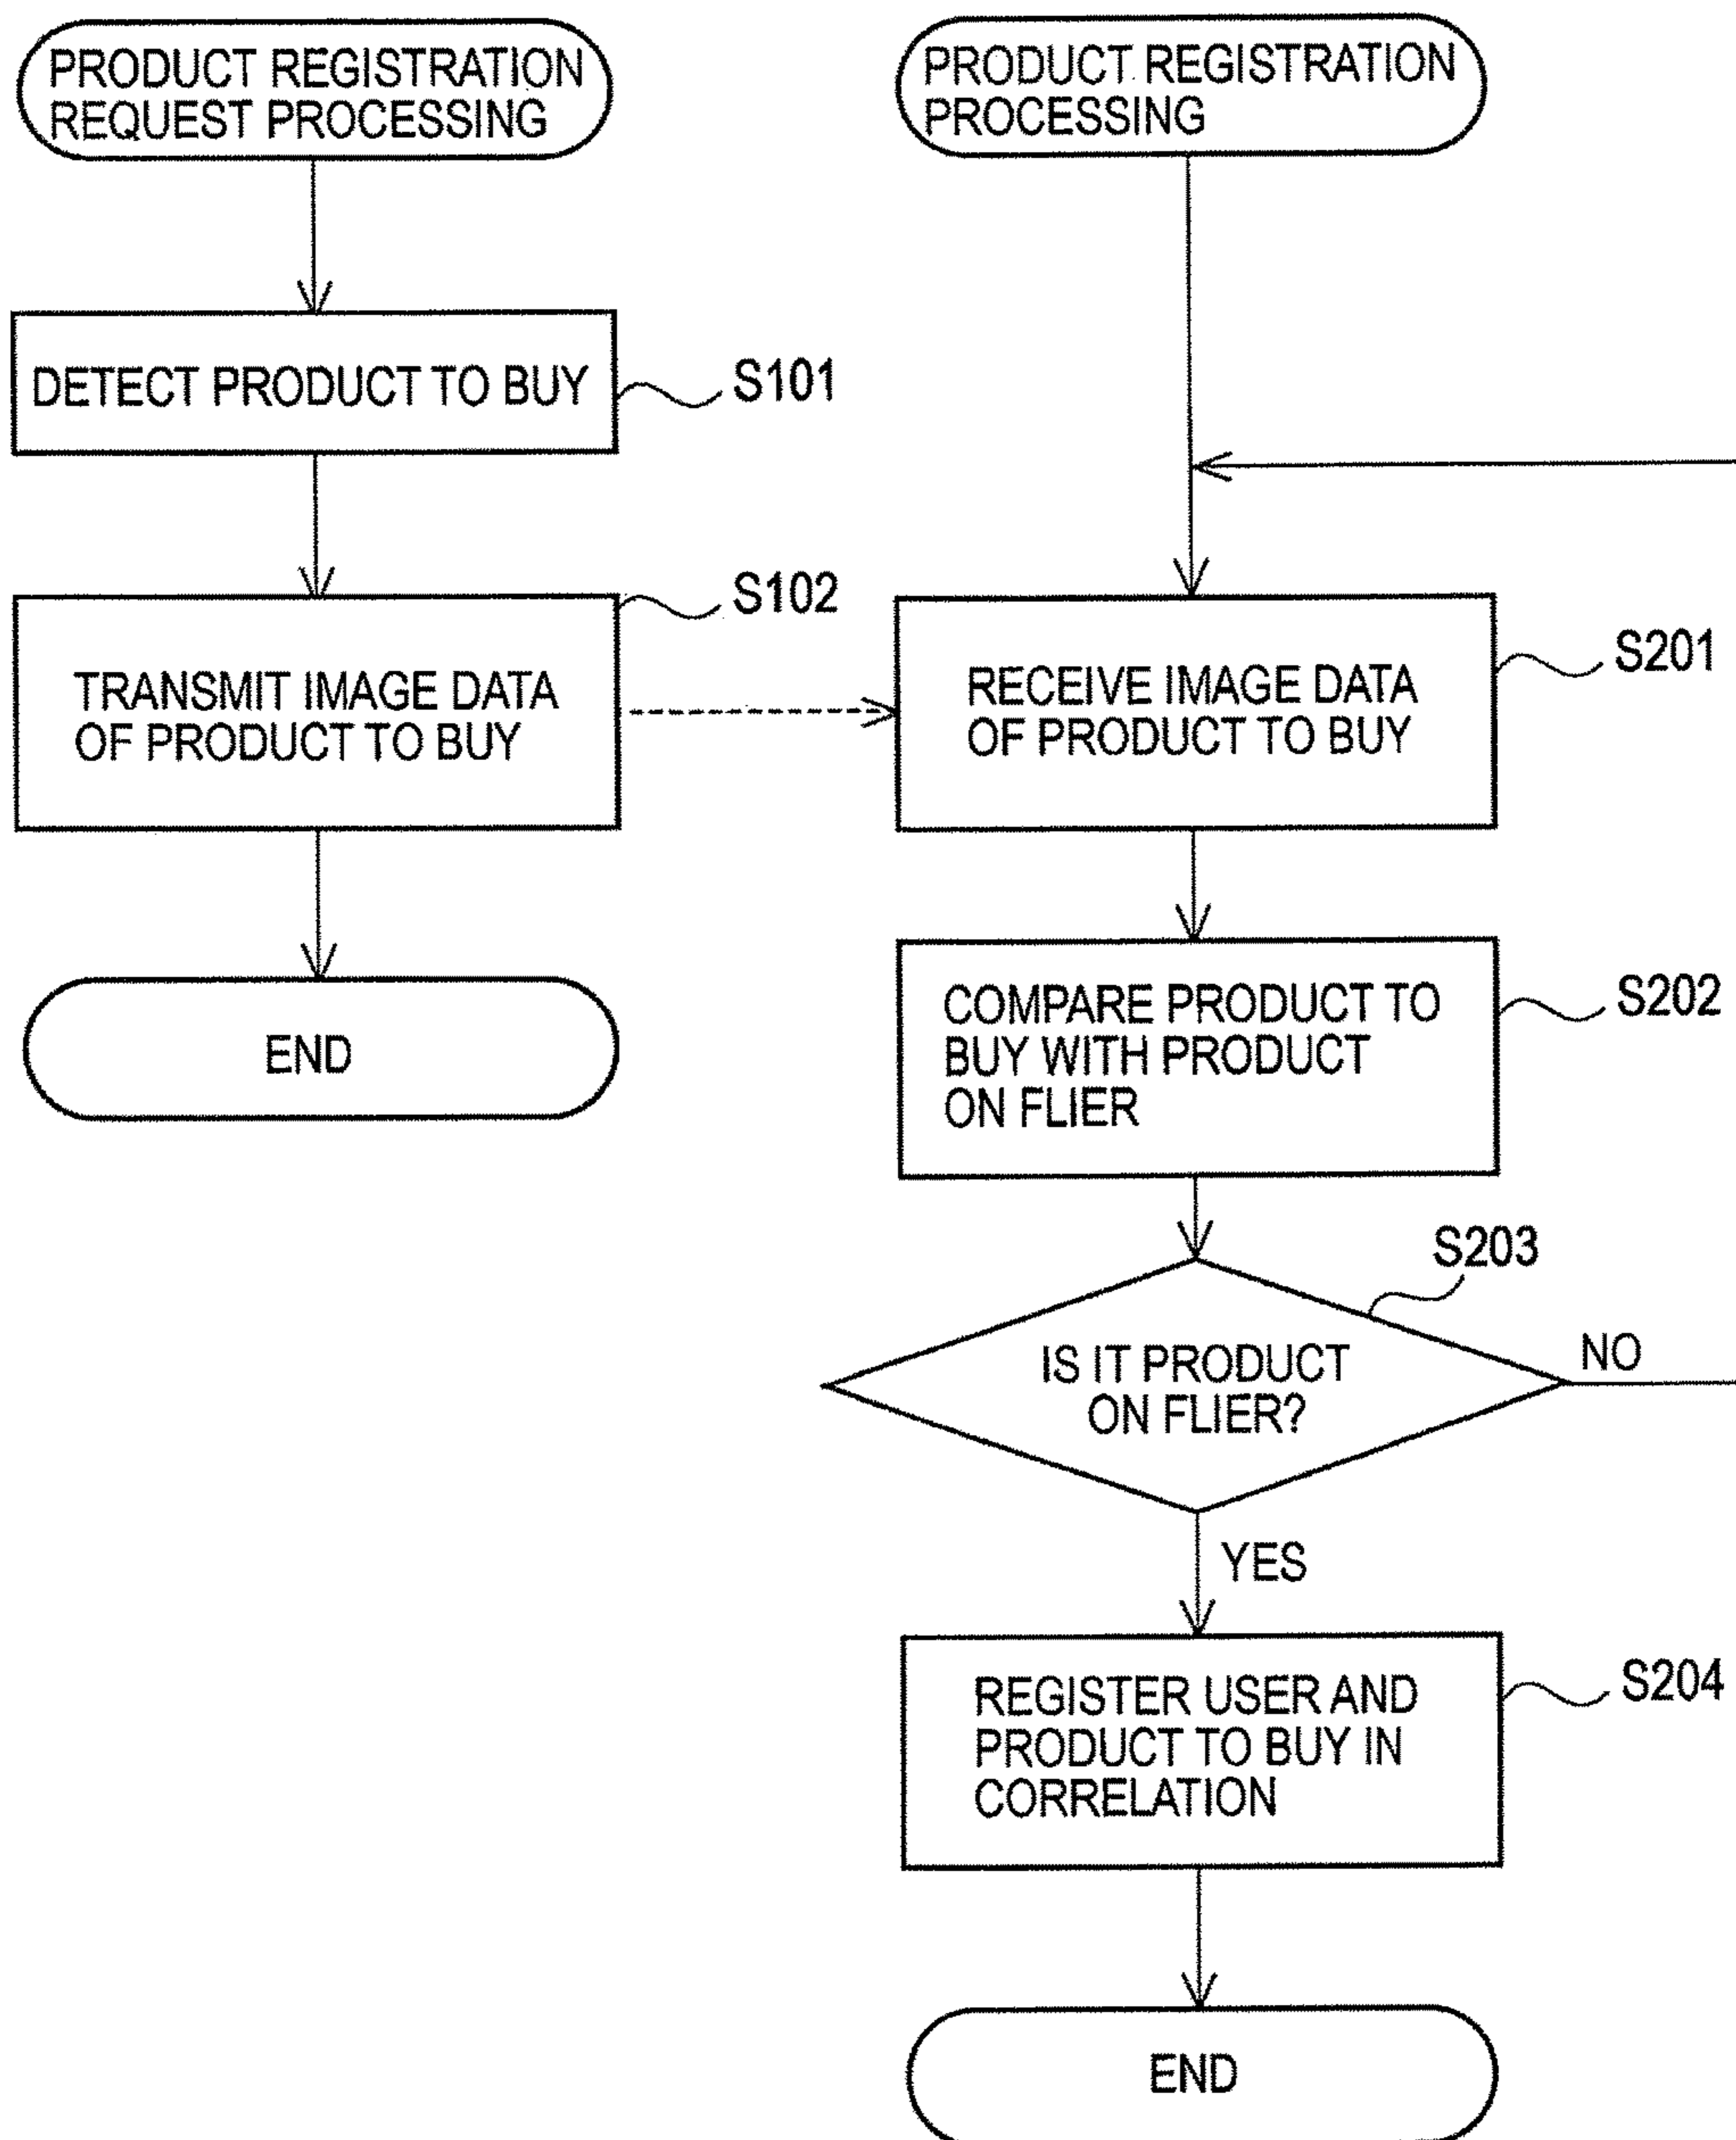 PRODUCT REGISTRATION
REQUEST PROCESSING
DETECT PRODUCT TO BUY
S101
S102
TRANSMIT IMAGE DATA
OF PRODUCT TO BUY
END
PRODUCT REGISTRATION
PROCESSING
RECEIVE IMAGE DATA
OF PRODUCT TO BUY
S201
COMPARE PRODUCT TO
BUY WITH PRODUCT
ON FLIER
S202
S203
IS IT PRODUCT
ON FLIER?
NO
YES
REGISTER USER AND
PRODUCT TO BUY IN
CORRELATION
S204
END